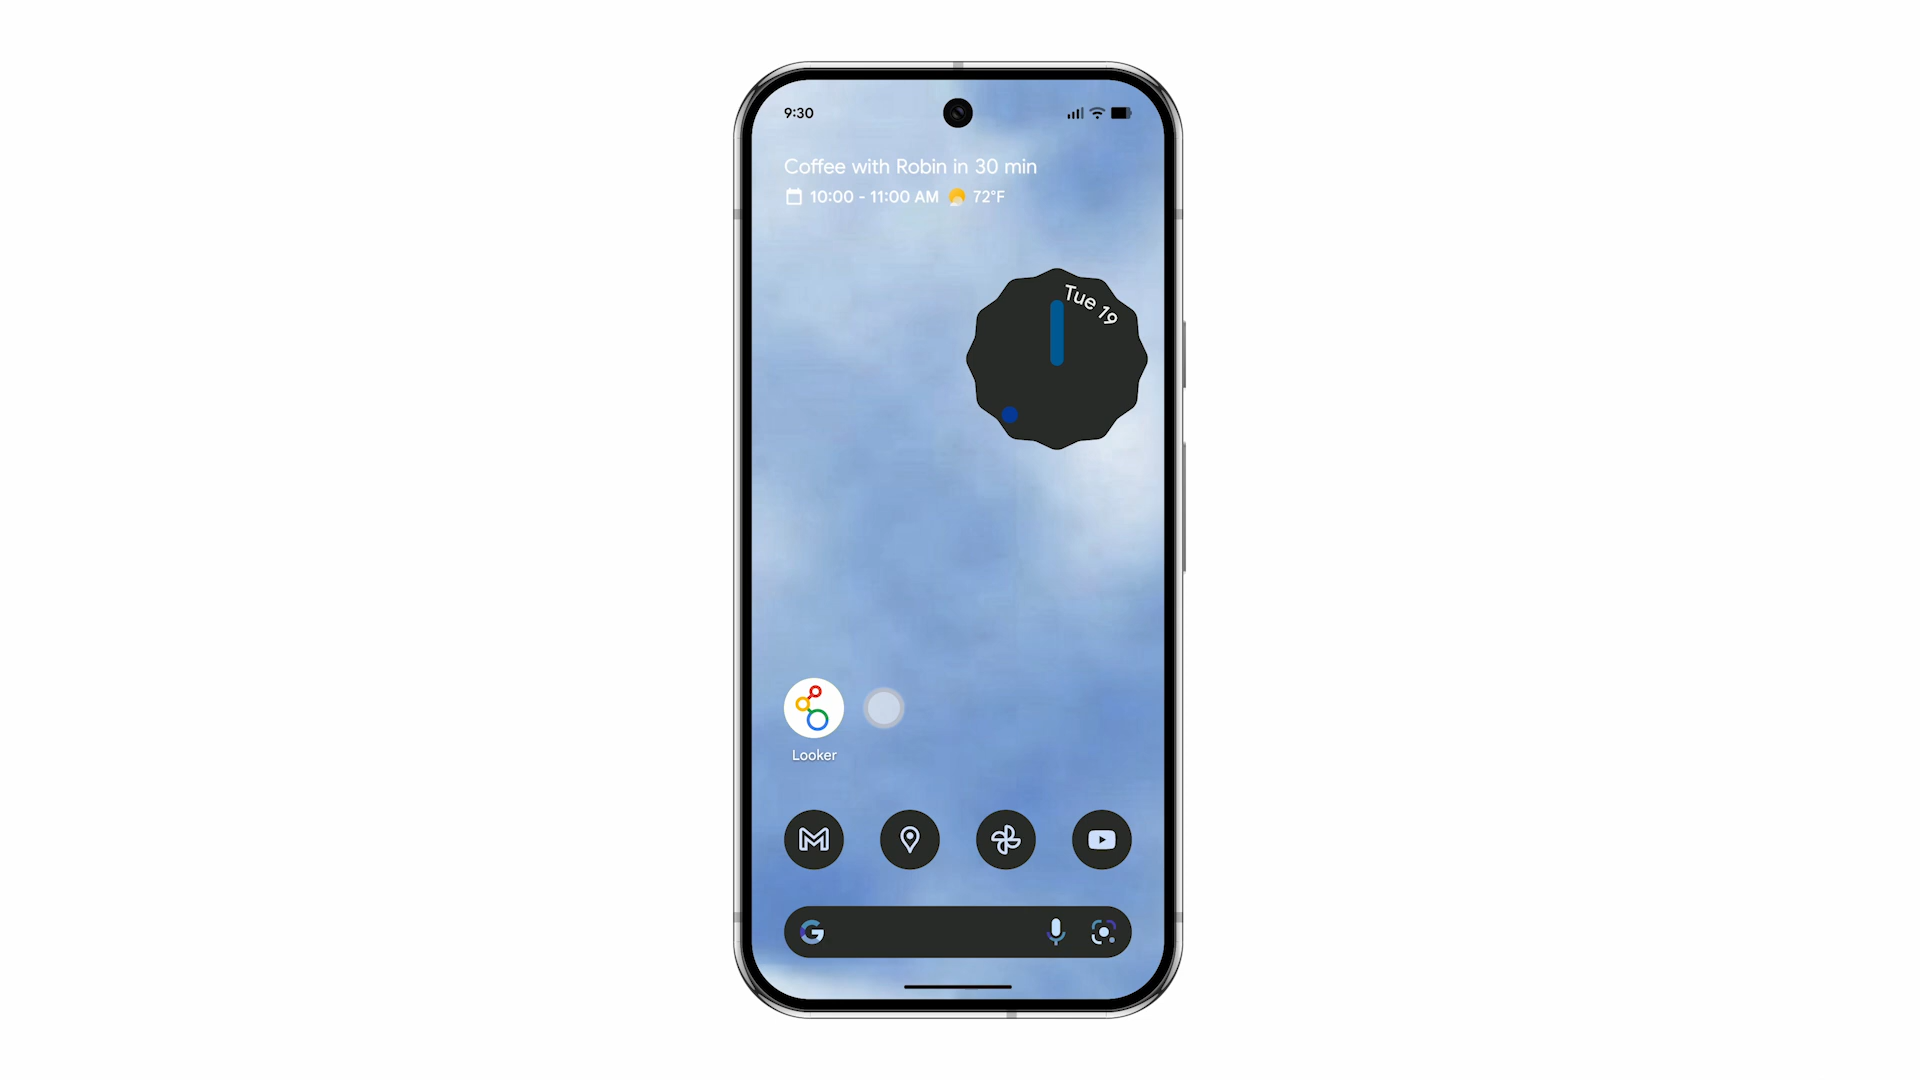 9:30
Coffee with Robin in 30 min
10:00 - 11:00 AM 72°F
Tue 19
Looker